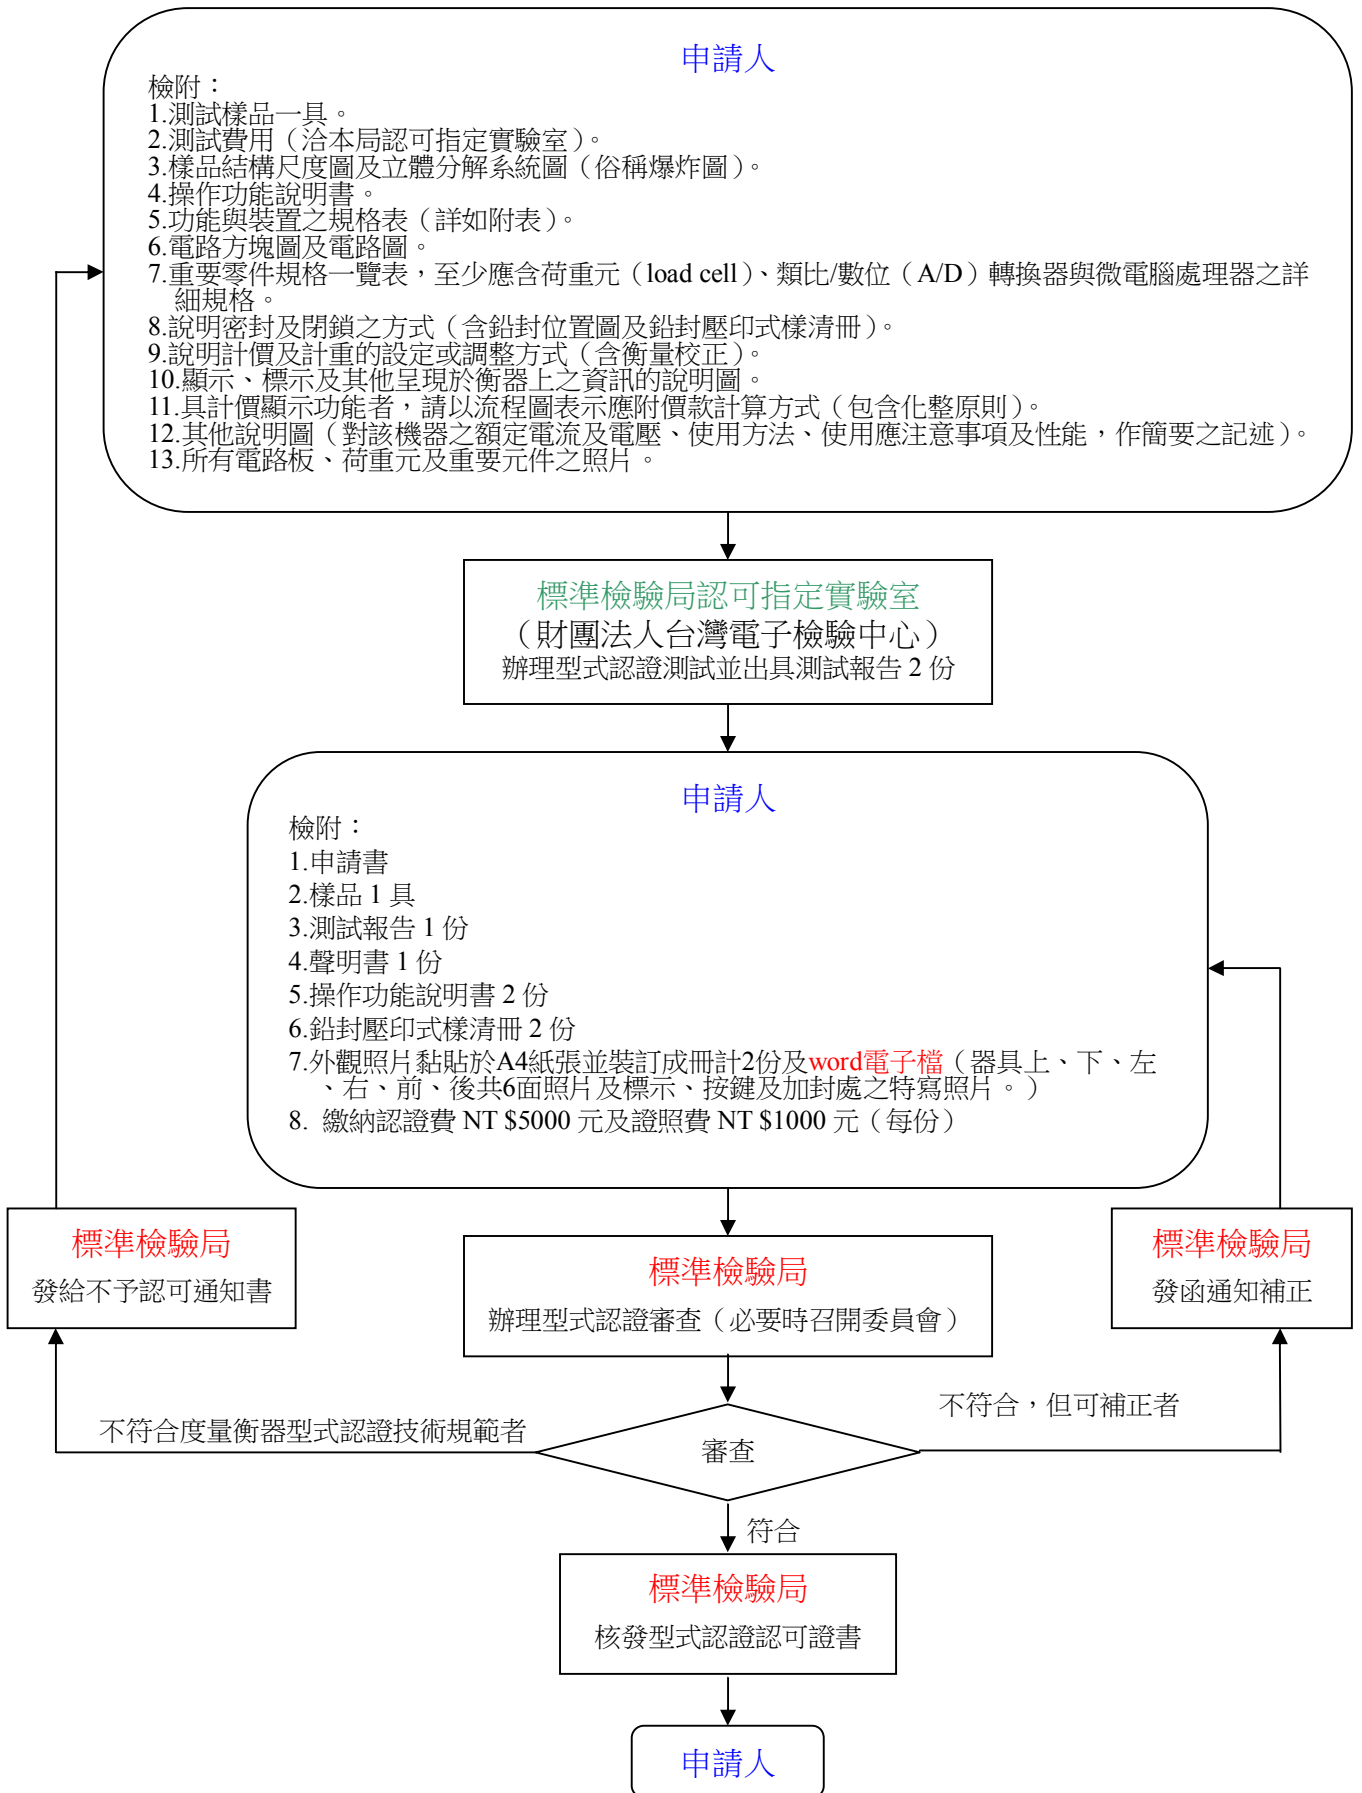 申請人
檢附：
1.測試樣品一具。
2.測試費用（洽本局認可指定實驗室）。
3.樣品結構尺度圖及立體分解系統圖（俗稱爆炸圖）。
4.操作功能說明書。
5.功能與裝置之規格表（詳如附表）。
6.電路方塊圖及電路圖。
7.重要零件規格一覽表，至少應含荷重元（load cell）、類比/數位（A/D）轉換器與微電腦處理器之詳
細規格。
8.說明密封及閉鎖之方式（含鉛封位置圖及鉛封壓印式樣清冊）。
9.說明計價及計重的設定或調整方式（含衡量校正）。
10.顯示、標示及其他呈現於衡器上之資訊的說明圖。
11.具計價顯示功能者，請以流程圖表示應附價款計算方式（包含化整原則）。
12.其他說明圖（對該機器之額定電流及電壓、使用方法、使用應注意事項及性能，作簡要之記述）。
13.所有電路板、荷重元及重要元件之照片。
標準檢驗局認可指定實驗室
（財團法人台灣電子檢驗中心）
辦理型式認證測試並出具測試報告 2 份
申請人
檢附：
1.申請書
2.樣品 1 具
3.測試報告 1 份
4.聲明書 1 份
5.操作功能說明書 2 份
6.鉛封壓印式樣清冊 2 份
7.外觀照片黏貼於A4紙張並裝訂成冊計2份及word電子檔（器具上、下、左
、右、前、後共6面照片及標示、按鍵及加封處之特寫照片。）
8. 繳納認證費 NT $5000 元及證照費 NT $1000 元（每份）
標準檢驗局
發給不予認可通知書
標準檢驗局
辦理型式認證審查（必要時召開委員會）
標準檢驗局
發函通知補正
不符合度量衡器型式認證技術規範者
審查
不符合，但可補正者
符合
標準檢驗局
核發型式認證認可證書
申請人